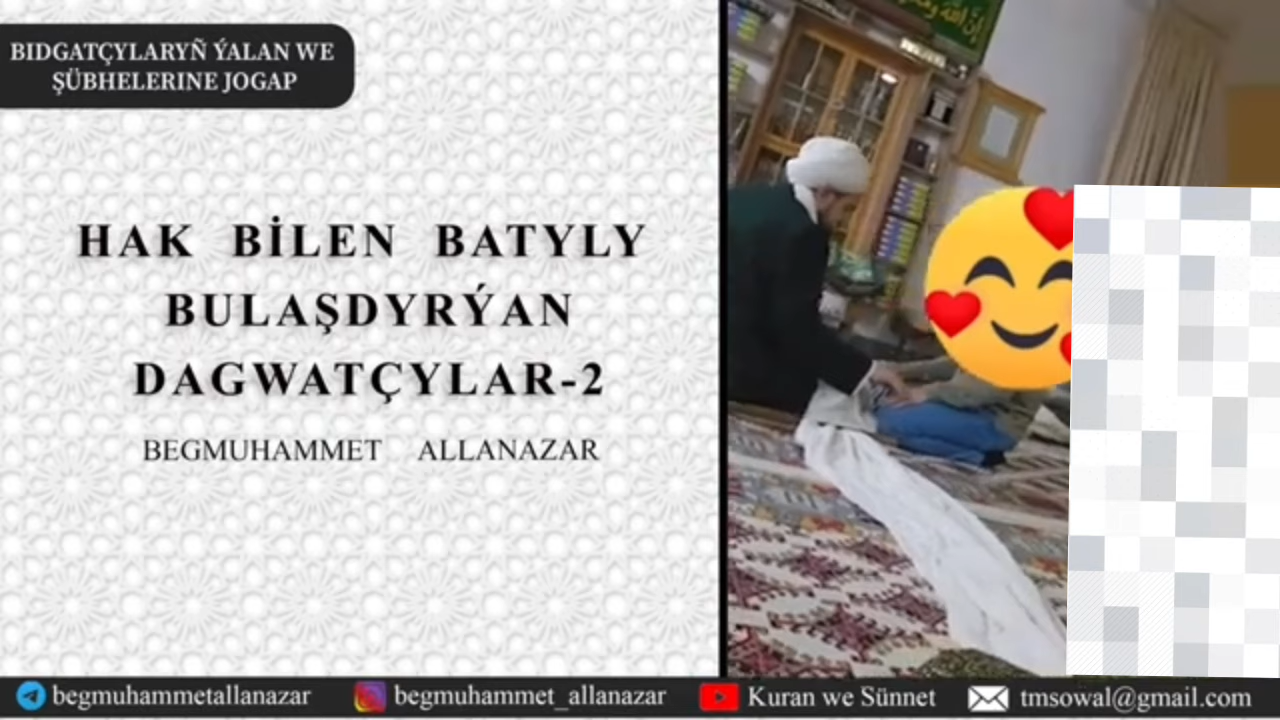 BIDGATÇYLARYÑ ÝALAN WE
ŞÜBHELERINE JOGAP
HAK BİLEN BATYLY
BULAŞDYRÝAN
DAGWATÇYLAR-2
BEGMUHAMMET ALLANAZAR
begmuhammetallanazar
begmuhammet_allanazar
Kuran we Sünnet
tmsowal@gmail.com